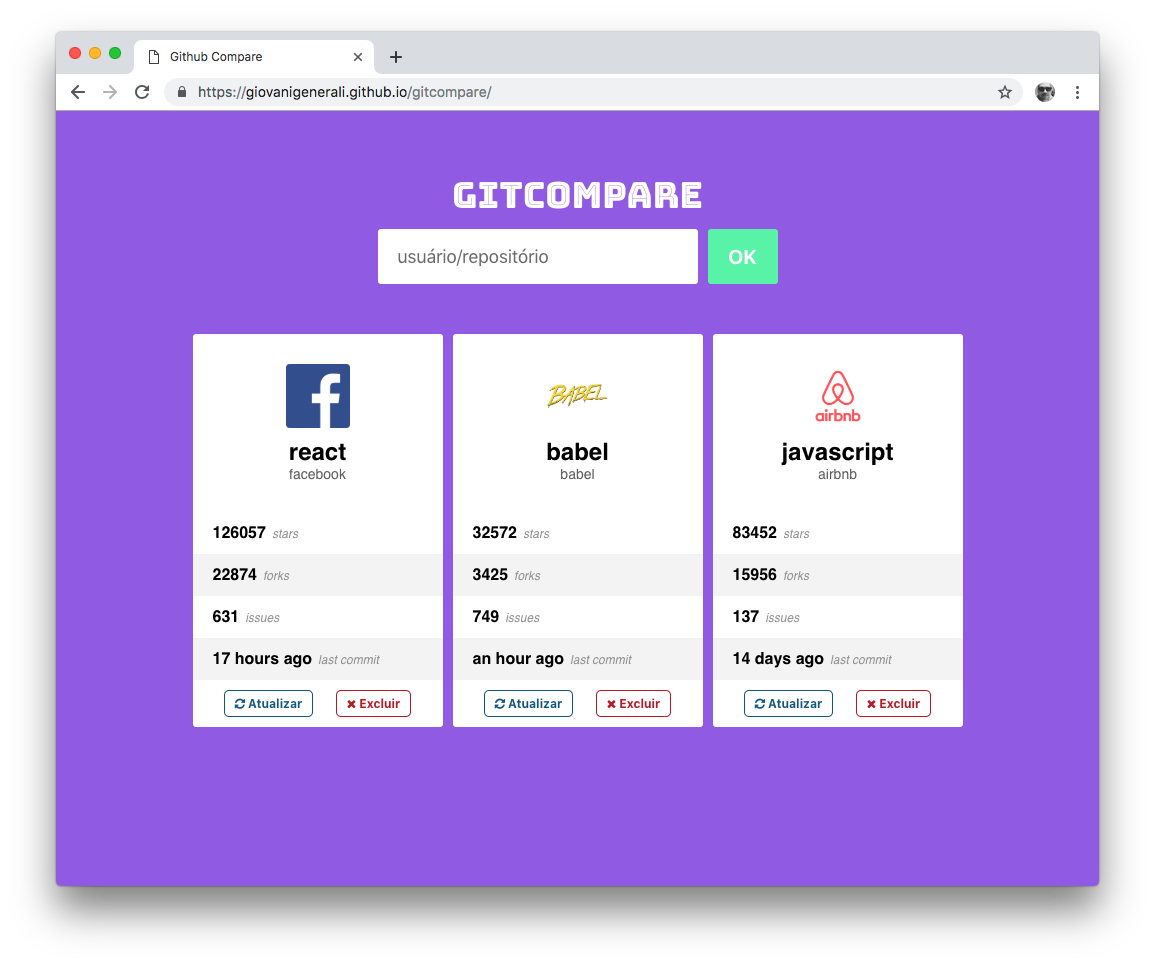 Github Compare
https://giovanigenerali.github.io/gitcompare/
GITCOMPARE
usuário/repositório
OK
BABEL
airbnb
react
babel
javascript
facebook
babel
airbnb
126057 stars
32572 stars
83452 stars
22874 forks
3425 forks
15956 forks
631 issues
749 issues
137 issues
17 hours ago last commit
an hour ago last commit
14 days ago last commit
Atualizar
Excluir
Atualizar
Excluir
Atualizar
Excluir